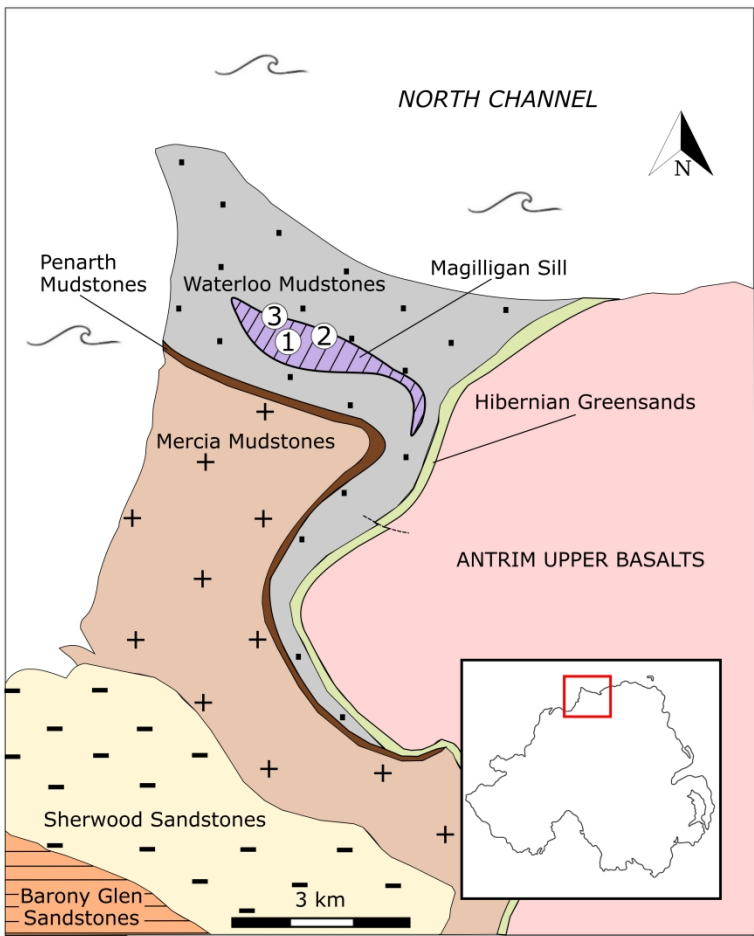 NORTH CHANNEL
N
Penarth
Mudstones
Waterloo Mudstones
Magilligan Sill
3
2
1
Hibernian Greensands
Mercia Mudstones
ANTRIM UPPER BASALTS
Sherwood Sandstones
Barony Glen
Sandstones
3 km